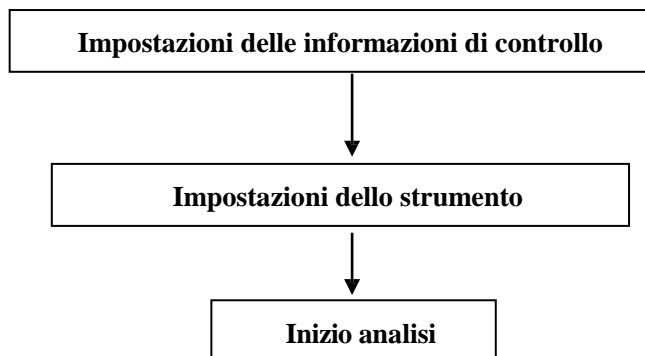 Impostazioni delle informazioni di controllo
Impostazioni dello strumento
Inizio analisi